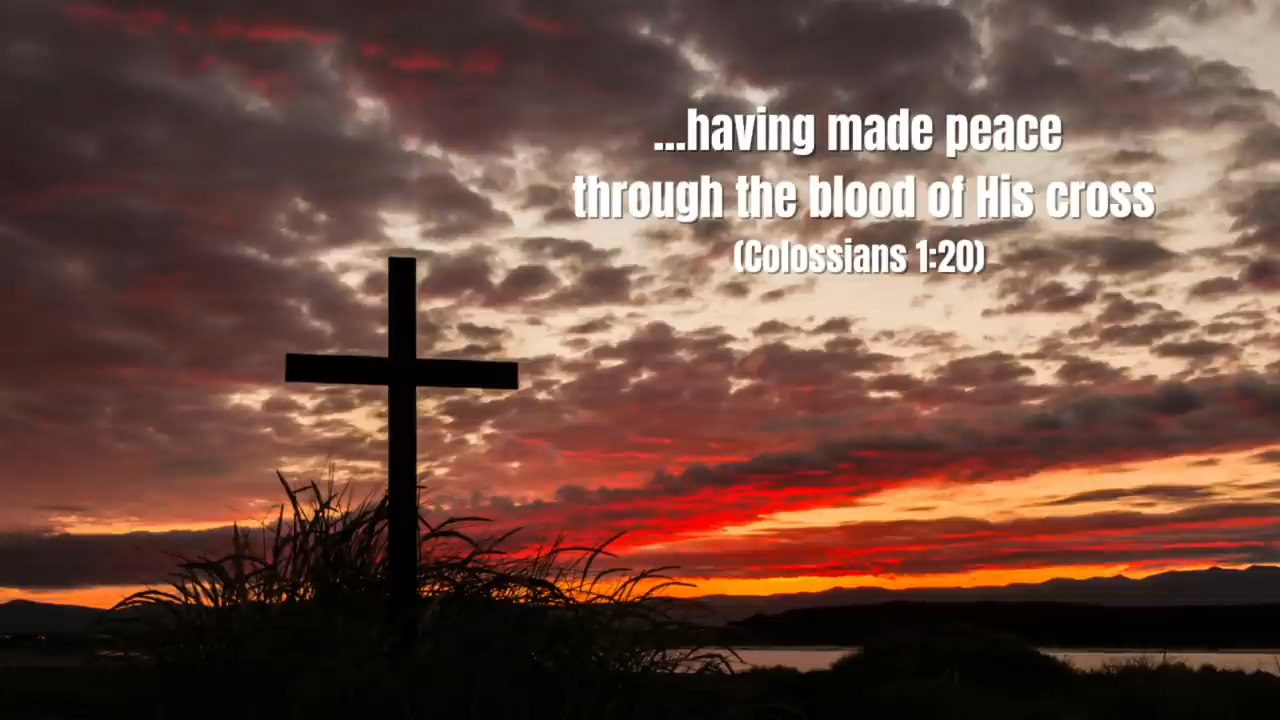 ...having made peace
through the blood of His cross
(Colossians 1:20)